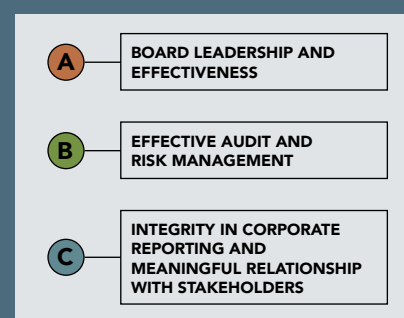 A
BOARD LEADERSHIP AND
EFFECTIVENESS
B
EFFECTIVE AUDIT AND
RISK MANAGEMENT
C
INTEGRITY IN CORPORATE
REPORTING AND
MEANINGFUL RELATIONSHIP
WITH STAKEHOLDERS